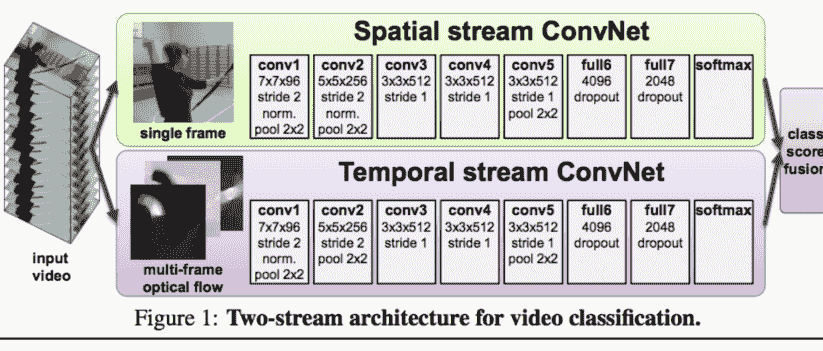 Spatial stream ConvNet
conv1
7x7x96
stride 2
norm.
pool 2x2
conv2
5x5x256
stride 2
norm.
pool 2x2
conv3
3x3x512
stride 1
conv4
3x3x512
stride 1
conv5
3x3x512
stride 1
pool 2x2
full6
4096
dropout
full7
2048
dropout
softmax
single frame
Temporal stream ConvNet
conv1
7x7x96
stride 2
norm.
pool 2x2
conv2
5x5x256
stride 2
pool 2x2
conv3
3x3x512
stride 1
conv4
3x3x512
stride 1
conv5
3x3x512
stride 1
pool 2x2
full6
4096
dropout
full7
2048
dropout
softmax
multi-frame
optical flow
input
video
class
score
fusion
Figure 1: Two-stream architecture for video classification.